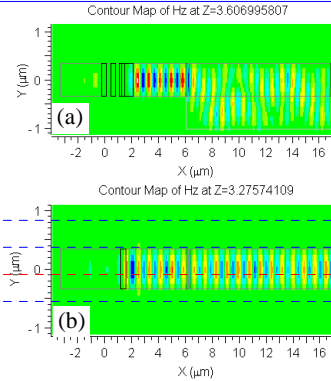 Contour Map of Hz at Z=3.606995807
1
Y (μm)
0
-1
(a)
-2 0 2 4 6 8 10 12 14 16
X (μm)
Contour Map of Hz at Z=3.27574109
1
Y (μm)
0
-1
(b)
-2 0 2 4 6 8 10 12 14 16
X (μm)